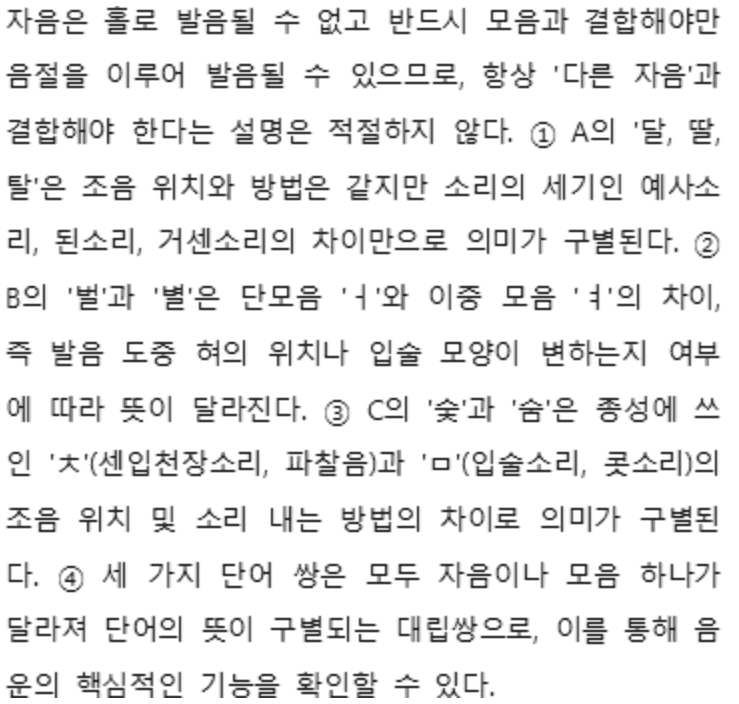 자음은 홀로 발음될 수 없고 반드시 모음과 결합해야만
음절을 이루어 발음될 수 있으므로, 항상 '다른 자음'과
결합해야 한다는 설명은 적절하지 않다. ① A의 '달, 딸,
탈'은 조음 위치와 방법은 같지만 소리의 세기인 예사소
리, 된소리, 거센소리의 차이만으로 의미가 구별된다. ②
B의 '벌'과 '별'은 단모음 'ㅓ'와 이중 모음 'ㅕ'의 차이,
즉 발음 도중 혀의 위치나 입술 모양이 변하는지 여부
에 따라 뜻이 달라진다. ③ C의 '숯'과 '숨'은 종성에 쓰
인 'ㅊ'(센입천장소리, 파찰음)과 'ㅁ'(입술소리, 콧소리)의
조음 위치 및 소리 내는 방법의 차이로 의미가 구별된
다. ④ 세 가지 단어 쌍은 모두 자음이나 모음 하나가
달라져 단어의 뜻이 구별되는 대립쌍으로, 이를 통해 음
운의 핵심적인 기능을 확인할 수 있다.